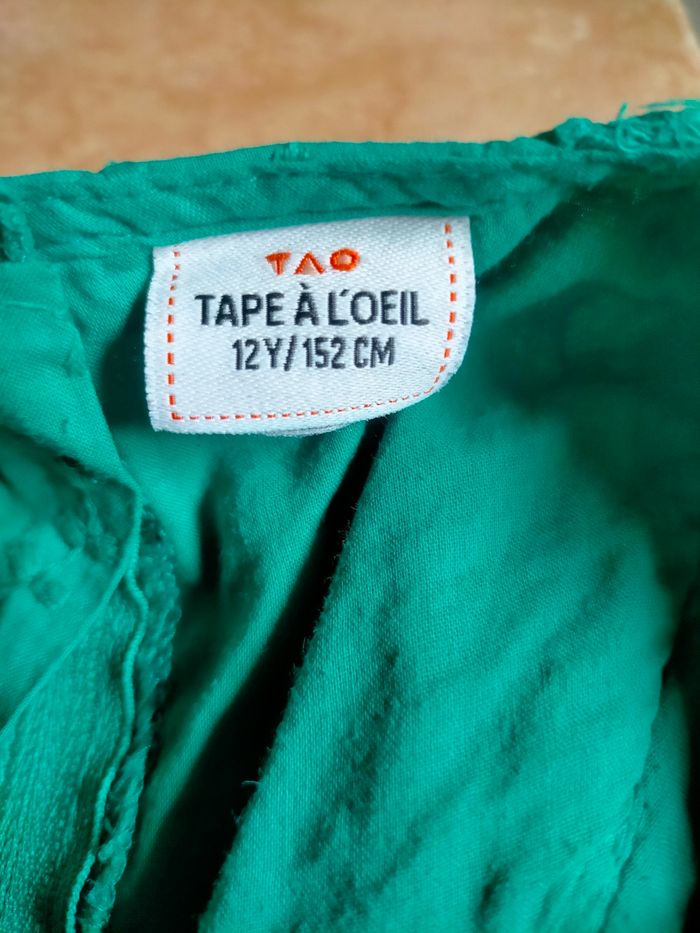 TAO
TAPE À L'OEIL
12Y/152 CM